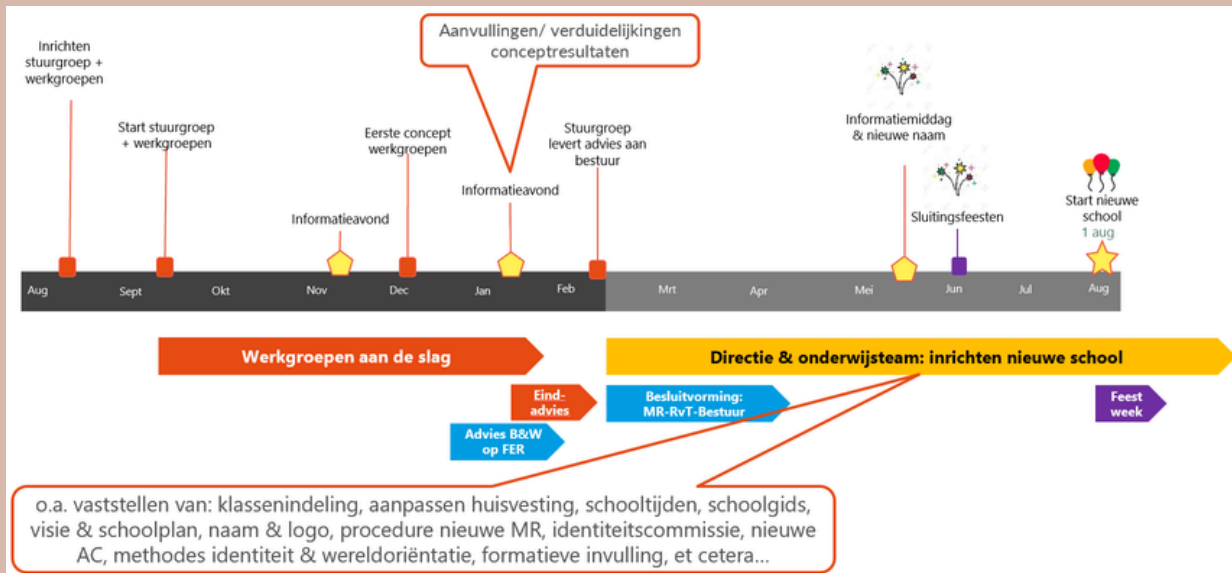 Aanvullingen/ verduidelijkingen
conceptresultaten
Inrichten
stuurgroep +
werkgroepen
Start stuurgroep
+ werkgroepen
Informatieavond
Eerste concept
werkgroepen
Informatieavond
Stuurgroep
levert advies aan
bestuur
Informatiemiddag
& nieuwe naam
Sluitingsfeesten
Start nieuwe
school
1 aug
Aug Sept Okt Nov Dec Jan Feb Mrt Apr Mei Jun Jul Aug
Werkgroepen aan de slag
Directie & onderwijsteam: inrichten nieuwe school
Eind-
advies
Besluitvorming:
MR-RvT-Bestuur
Feest
week
Advies B&W
op FER
o.a. vaststellen van: klassenindeling, aanpassen huisvesting, schooltijden, schoolgids,
visie & schoolplan, naam & logo, procedure nieuwe MR, identiteitscommissie, nieuwe
AC, methodes identiteit & wereldoriëntatie, formatieve invulling, et cetera...